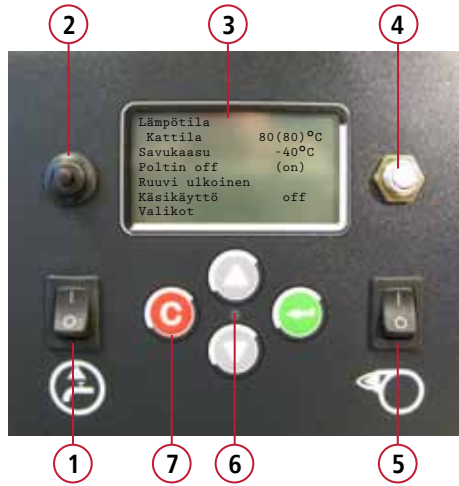 2
3
4
Lämpötila
Kattila 80(80)°C
Savukaasu -40°C
Poltin off (on)
Ruuvi ulkoinen
Käsikäyttö off
Valikot
I
O
C
I
O
1
7
6
5